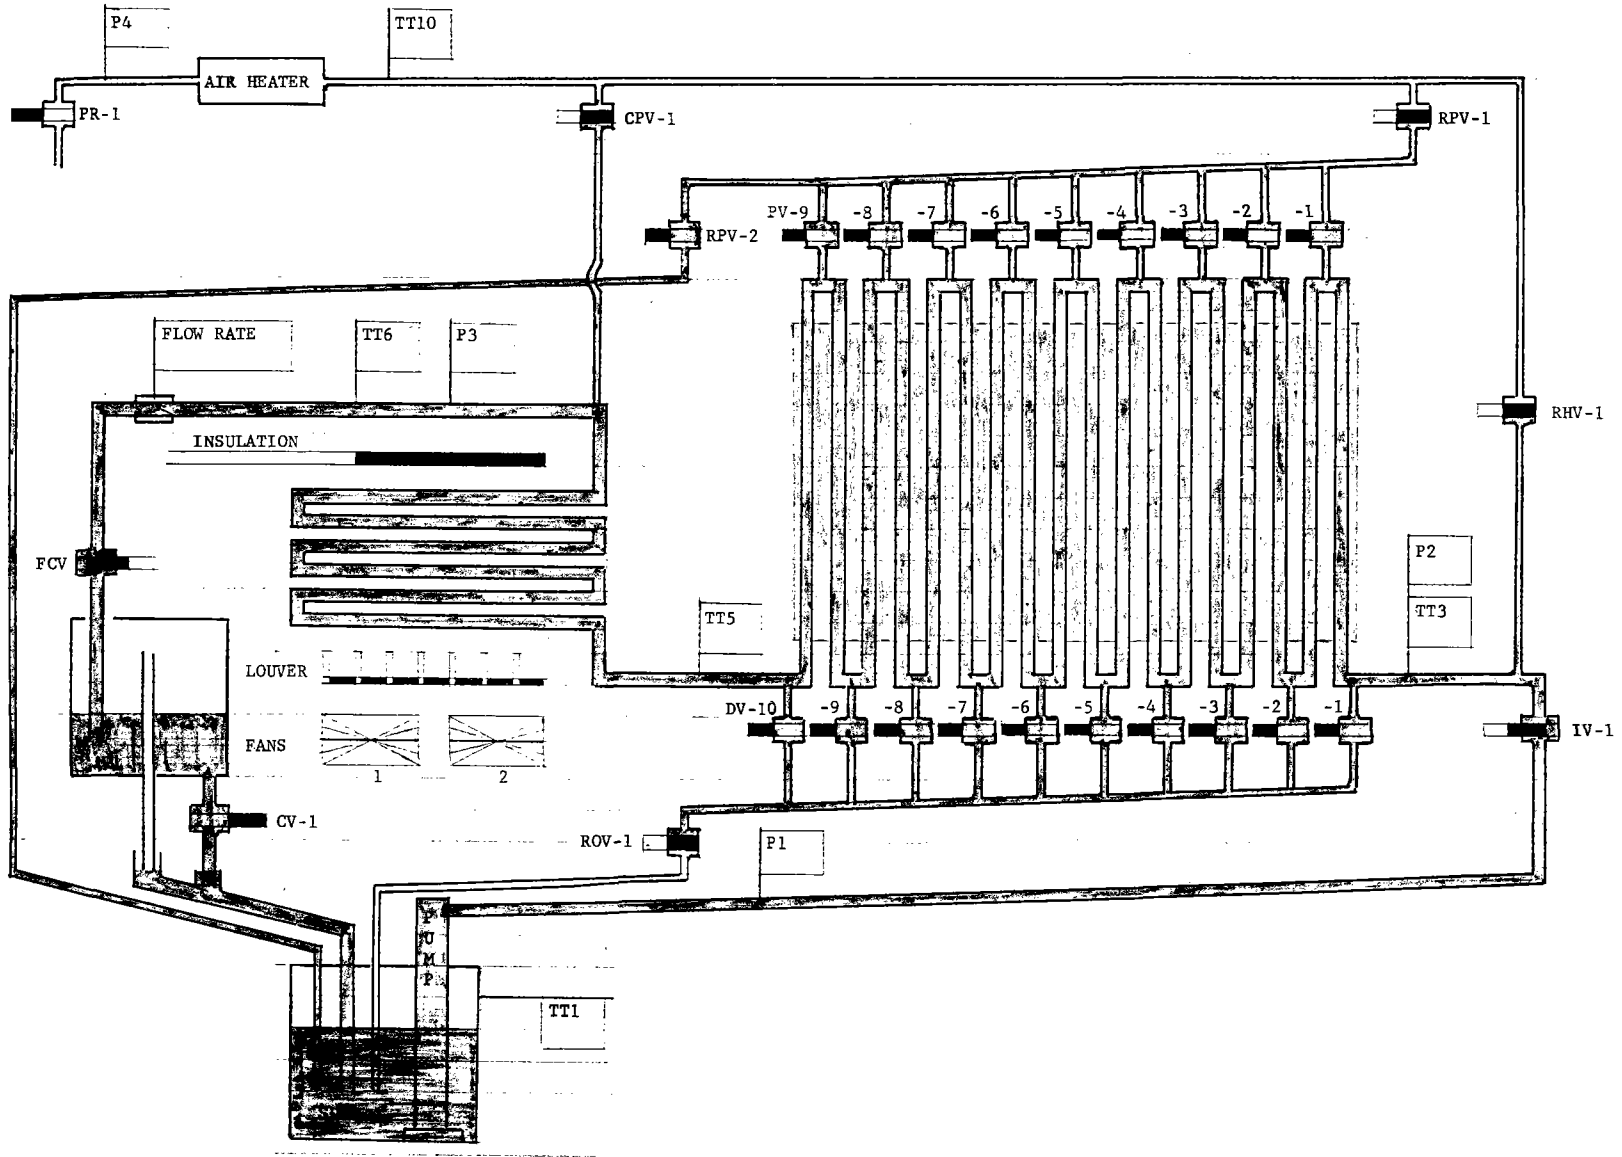 P4
TT10
AIR HEATER
PR-1
CPV-1
RPV-1
RPV-2
PV-9 -8 -7 -6 -5 -4 -3 -2 -1
FLOW RATE
TT6
P3
RHV-1
INSULATION
FCV
P2
TT3
TT5
LOUVER
DV-10 -9 -8 -7 -6 -5 -4 -3 -2 -1
IV-1
FANS
1 2
CV-1
ROV-1
P1
PUMP
TT1